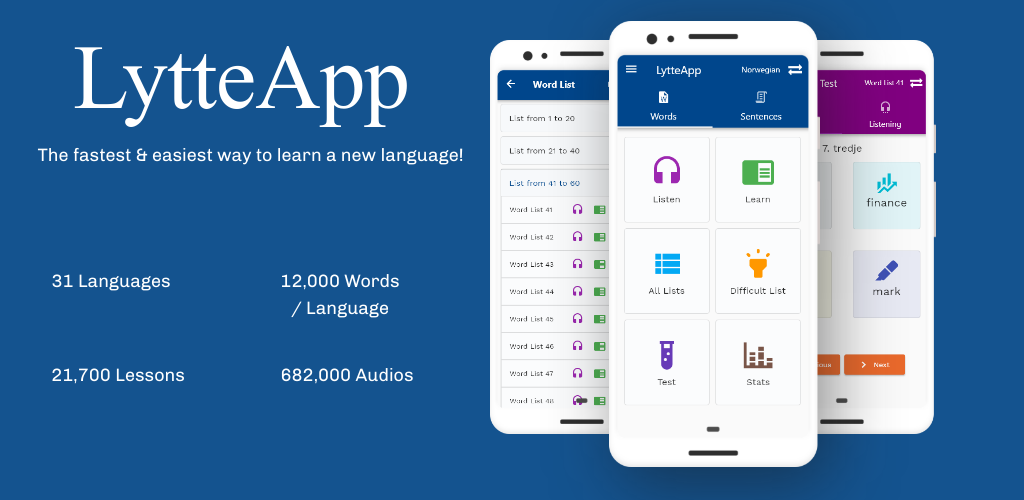 LytteApp
The fastest & easiest way to learn a new language!
31 Languages
12,000 Words
/ Language
21,700 Lessons
682,000 Audios
Word List
List from 1 to 20
List from 21 to 40
List from 41 to 60
Word List 41
Word List 42
Word List 43
Word List 44
Word List 45
Word List 46
Word List 47
Word List 48
LytteApp
Norwegian
Words
Sentences
Listen
Learn
All Lists
Difficult List
Test
Stats
Test
Word List 41
Listening
7. tredje
finance
mark
Next